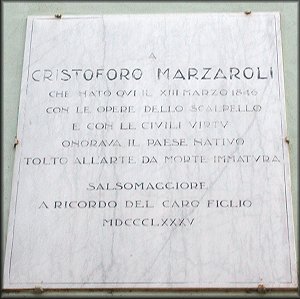 A
CRISTOFORO MARZAROLI
CHE NATO QVI IL XIII MARZO 1846
CON LE OPERE DELLO SCALPELLO
E CON LE CIVILI VIRTV
ONORAVA IL PAESE NATIVO
TOLTO ALL'ARTE DA MORTE IMMATVRA
SALSOMAGGIORE
A RICORDO DEL CARO FIGLIO
MDCCCLXXXV